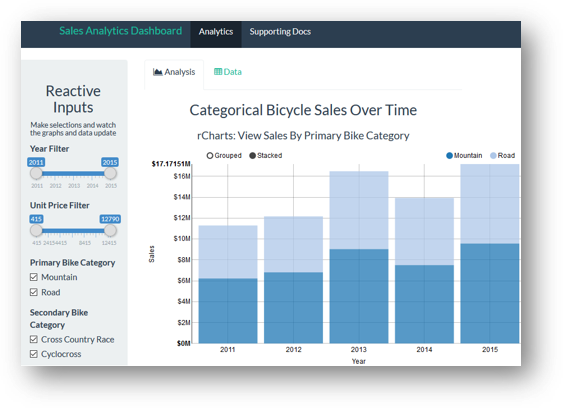 Sales Analytics Dashboard Analytics Supporting Docs
Analysis Data
Reactive
Inputs
Make selections and watch
the graphs and data update
Year Filter
2011 2015
2011 2012 2013 2014 2015
Unit Price Filter
415 12790
415 2415 4415 8415 12415
Primary Bike Category
Mountain
Road
Secondary Bike
Category
Cross Country Race
Cyclocross
Categorical Bicycle Sales Over Time
rCharts: View Sales By Primary Bike Category
Grouped Stacked Mountain Road
$17.17151M
$16M
$14M
$12M
$10M
$8M
$6M
$4M
$2M
$0M
Sales
2011 2012 2013 2014 2015
Year